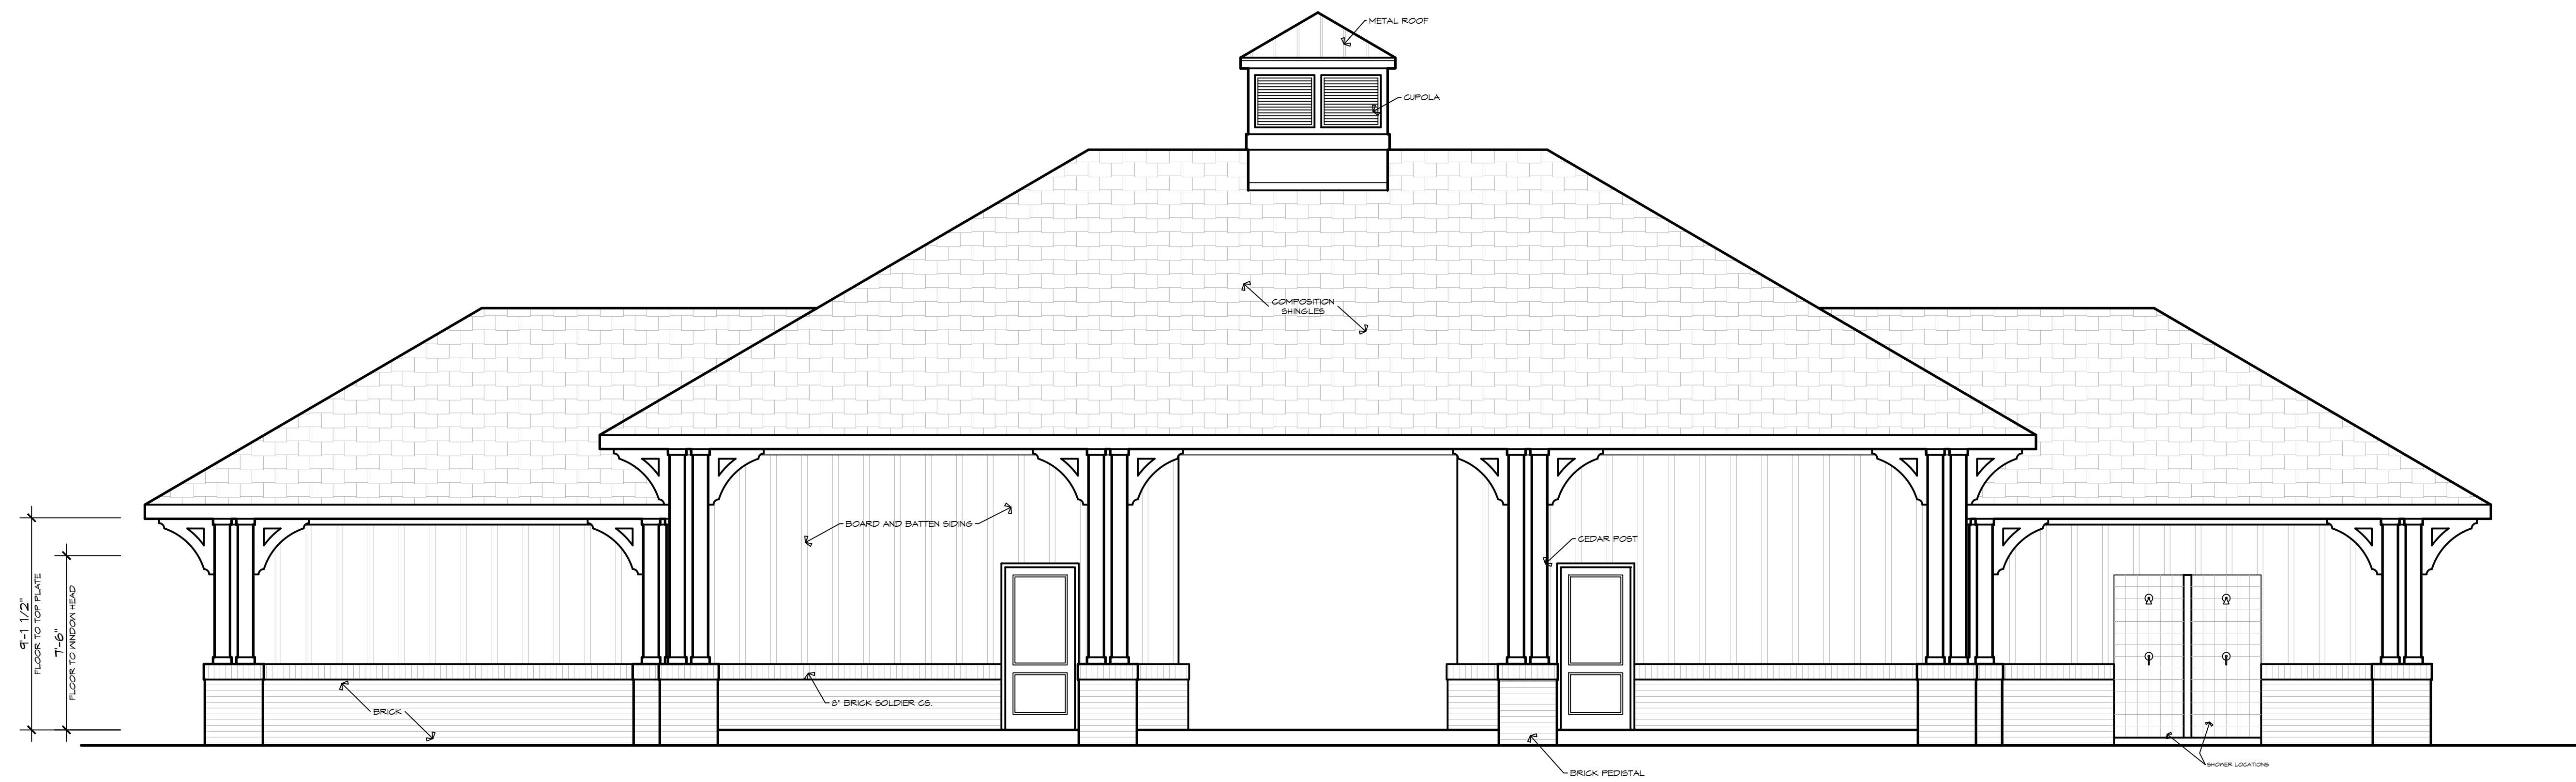 METAL ROOF
CUPOLA
COMPOSITION
SHINGLES
BOARD AND BATTEN SIDING
CEDAR POST
9'-1 1/2"
FLOOR TO TOP PLATE
7'-6"
FLOOR TO WINDOW HEAD
8" BRICK SOLDIER CS.
BRICK
SHOWER LOCATIONS
BRICK PEDISTAL